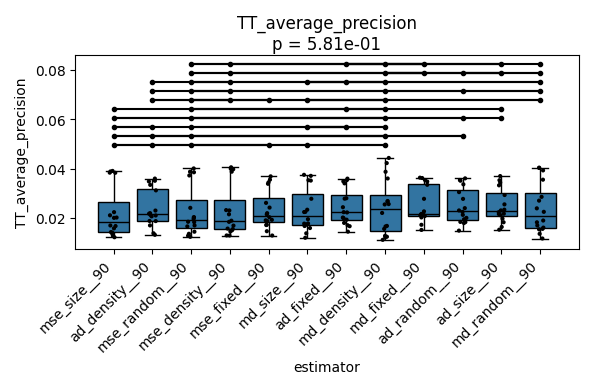 TT_average_precision
p = 5.81e-01
TT_average_precision
0.08
0.06
0.04
0.02
mse_size__90
ad_density__90
mse_random__90
mse_density__90
mse_fixed__90
md_size__90
ad_fixed__90
md_density__90
md_fixed__90
ad_random__90
ad_size__90
md_random__90
estimator